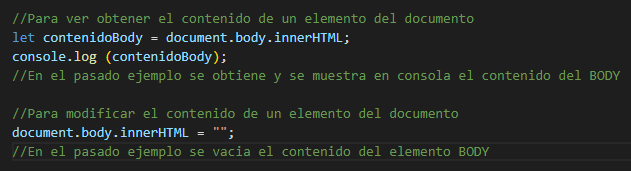 //Para ver obtener el contenido de un elemento del documento
let contenidoBody = document.body.innerHTML;
console.log (contenidoBody);
//En el pasado ejemplo se obtiene y se muestra en consola el contenido del BODY
//Para modificar el contenido de un elemento del documento
document.body.innerHTML = "";
//En el pasado ejemplo se vacia el contenido del elemento BODY